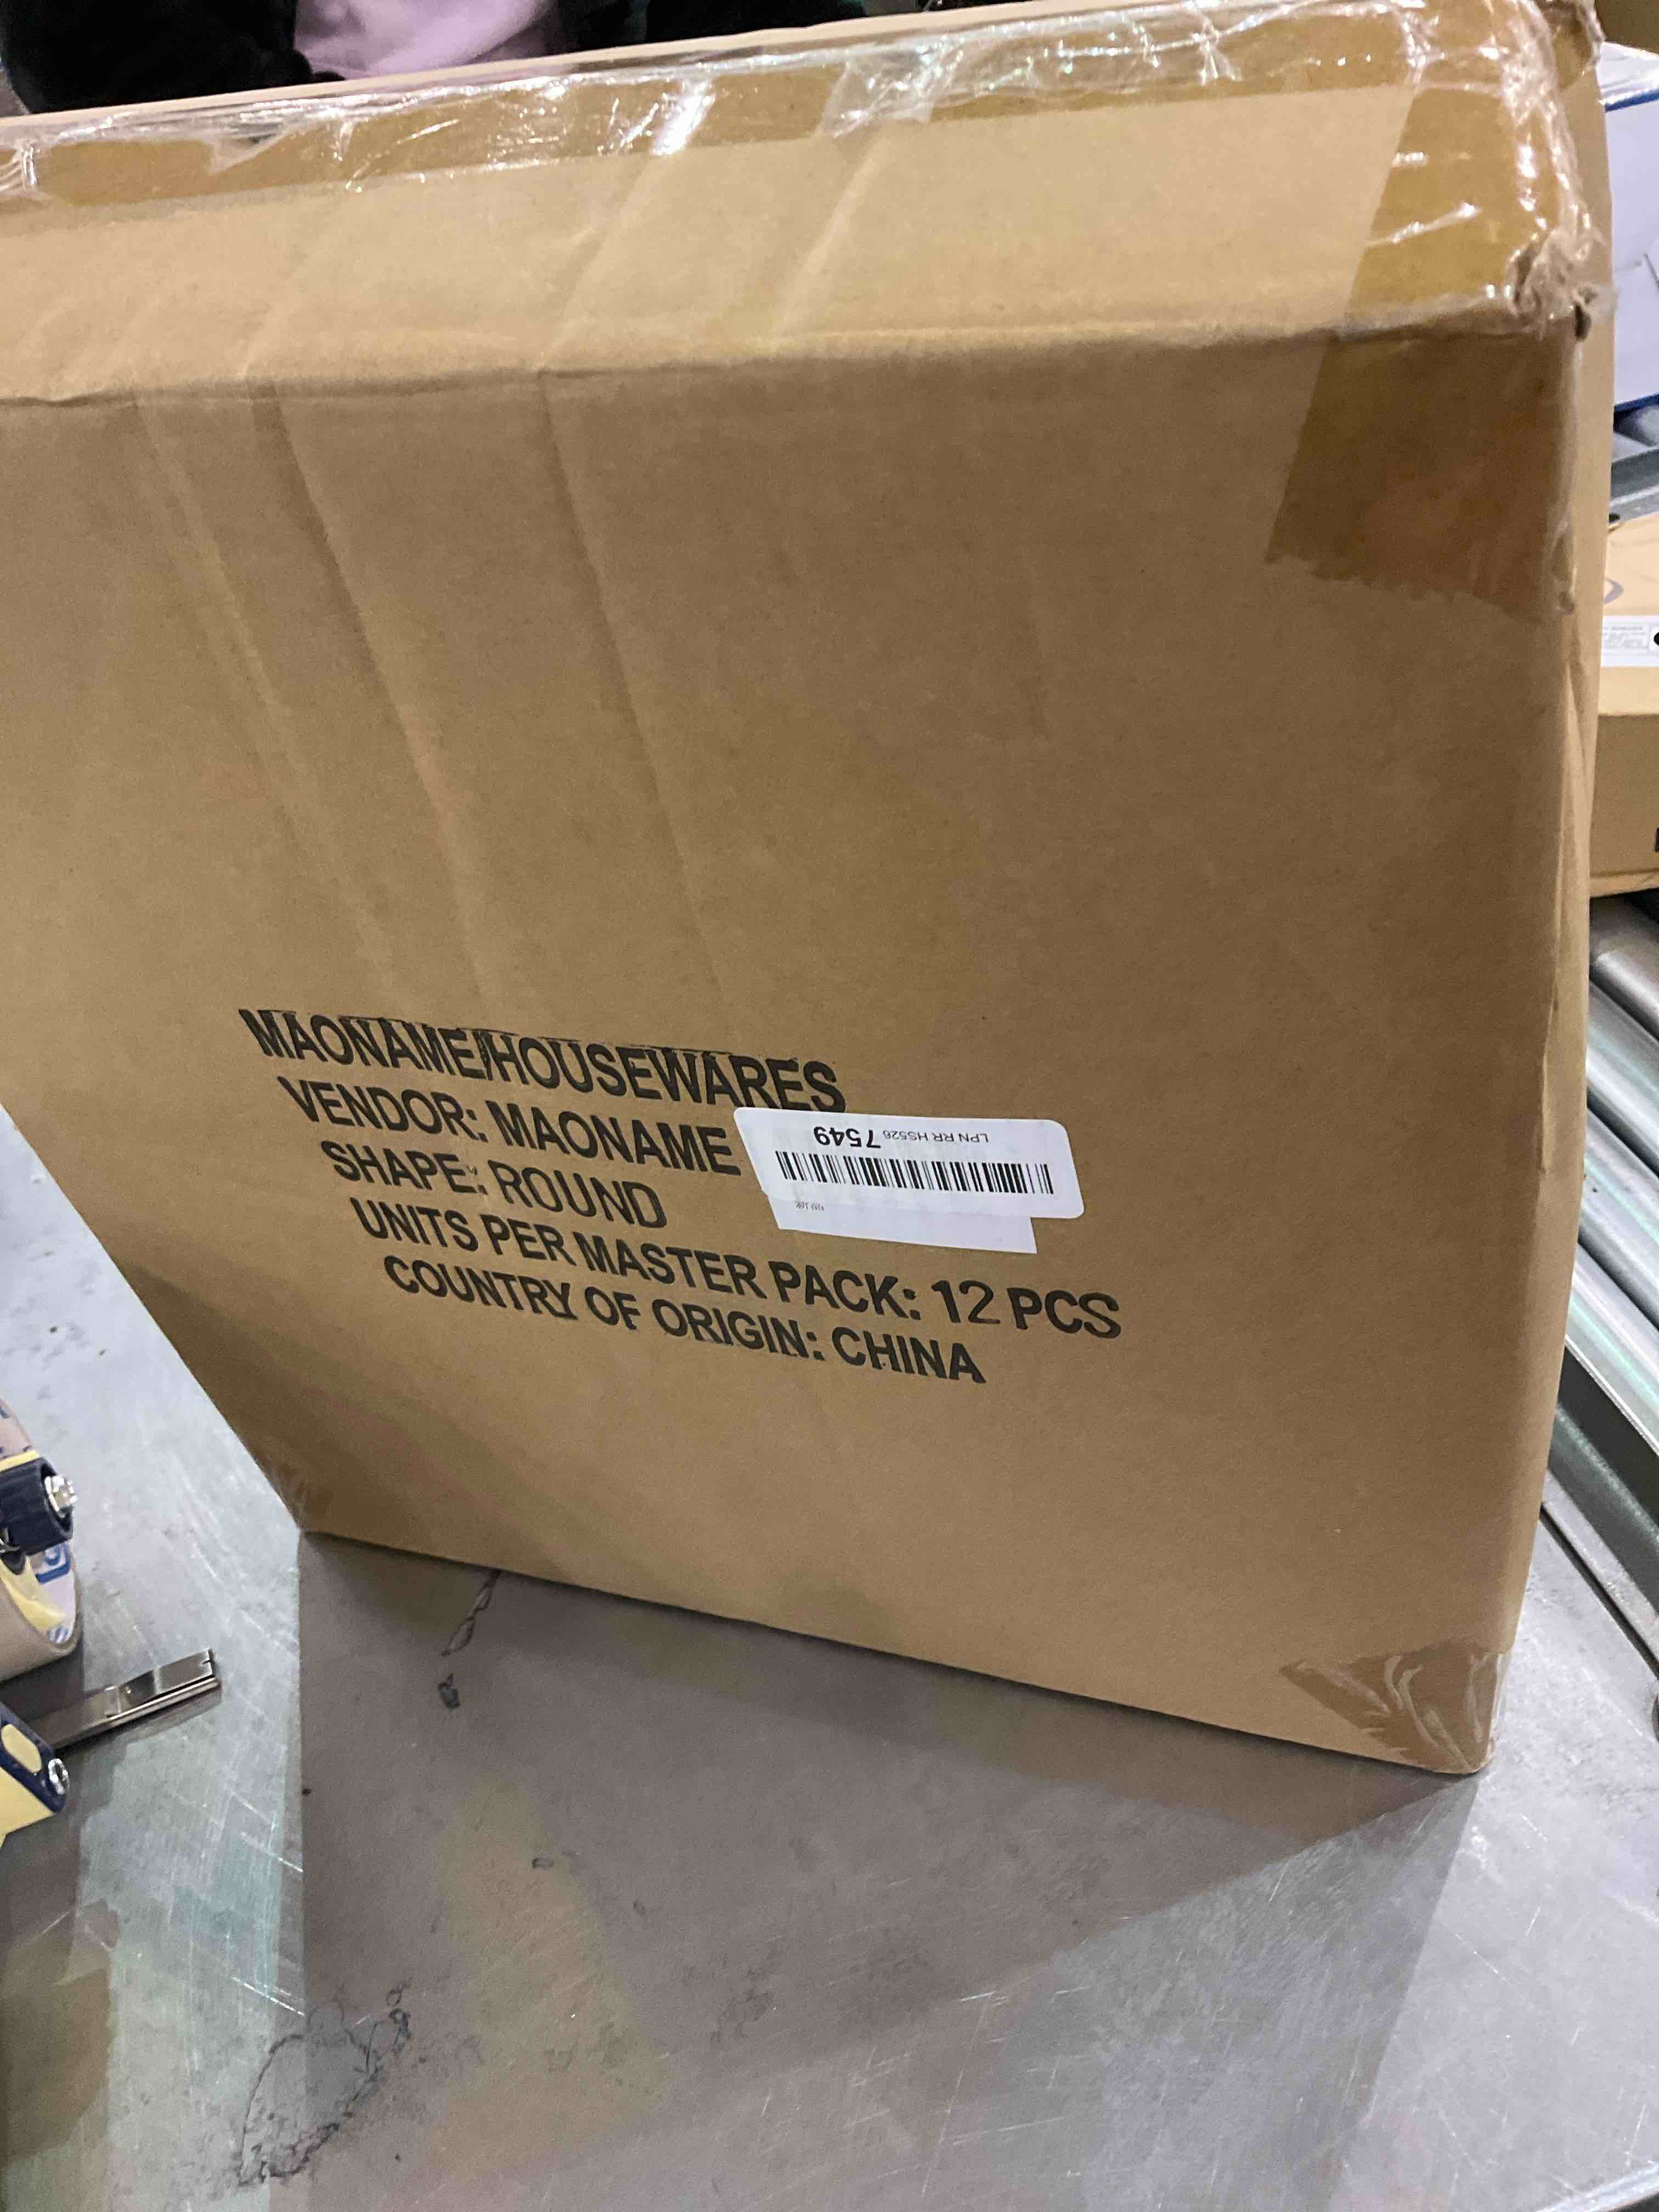 MAONAME/HOUSEWARES
VENDOR: MAONAME
SHAPE: ROUND
UNITS PER MASTER PACK: 12 PCS
COUNTRY OF ORIGIN: CHINA
LPN RR HS526 7549